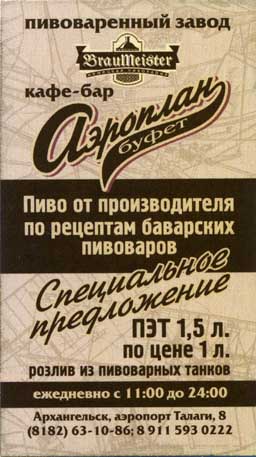 пивоваренный завод
BrauMeister
кафе-бар
Аэроплан
буфет
Пиво от производителя
по рецептам баварских
пивоваров
Специальное
предложение
ПЭТ 1,5 л.
по цене 1 л.
розлив из пивоварных танков
ежедневно с 11:00 до 24:00
Архангельск, аэропорт Талаги, 8
(8182) 63-10-86; 8 911 593 0222